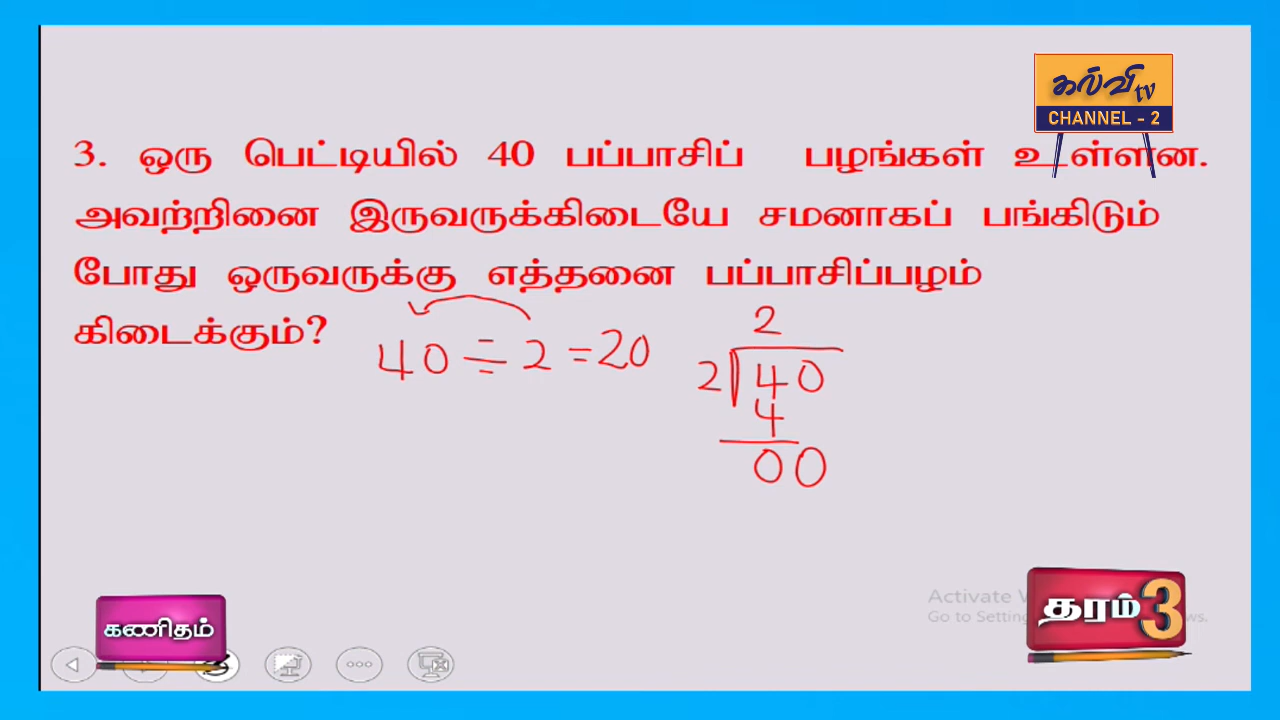 கல்வி tv
CHANNEL - 2
3. ஒரு பெட்டியில் 40 பப்பாசிப் பழங்கள் உள்ளன.
அவற்றினை இருவருக்கிடையே சமனாகப் பங்கிடும்
போது ஒருவருக்கு எத்தனை பப்பாசிப்பழம்
கிடைக்கும்?
40 ÷ 2 = 20
2
2 40
4
00
Activate
Go to Setting
கணிதம்
தரம் 3